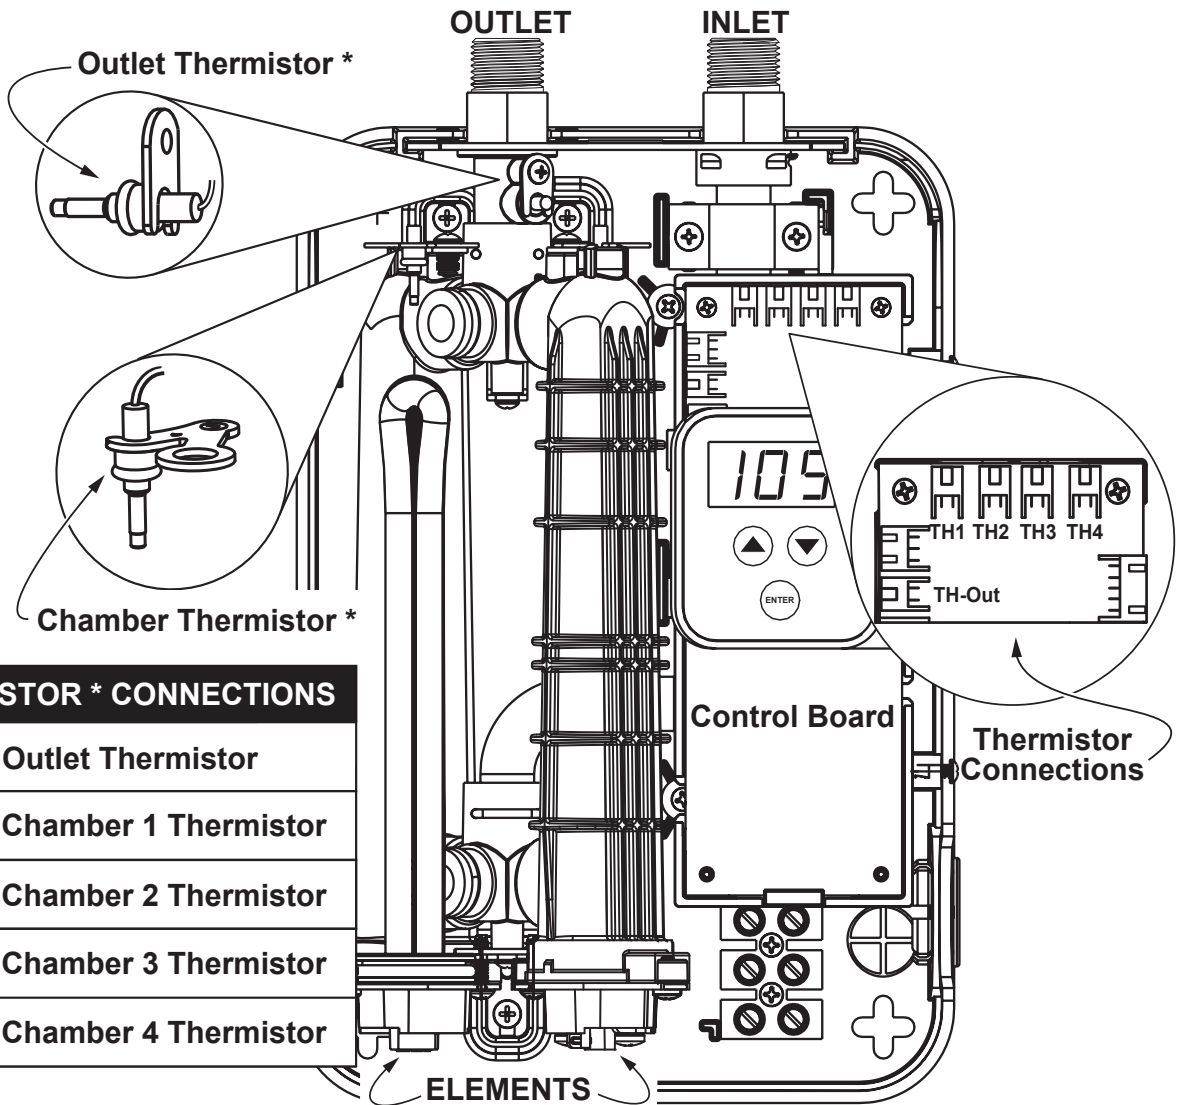 OUTLET
INLET
Outlet Thermistor *
105
ENTER
TH1 TH2 TH3 TH4
TH-Out
Chamber Thermistor *
STOR * CONNECTIONS
Outlet Thermistor
Chamber 1 Thermistor
Chamber 2 Thermistor
Chamber 3 Thermistor
Chamber 4 Thermistor
Control Board
Thermistor
Connections
ELEMENTS